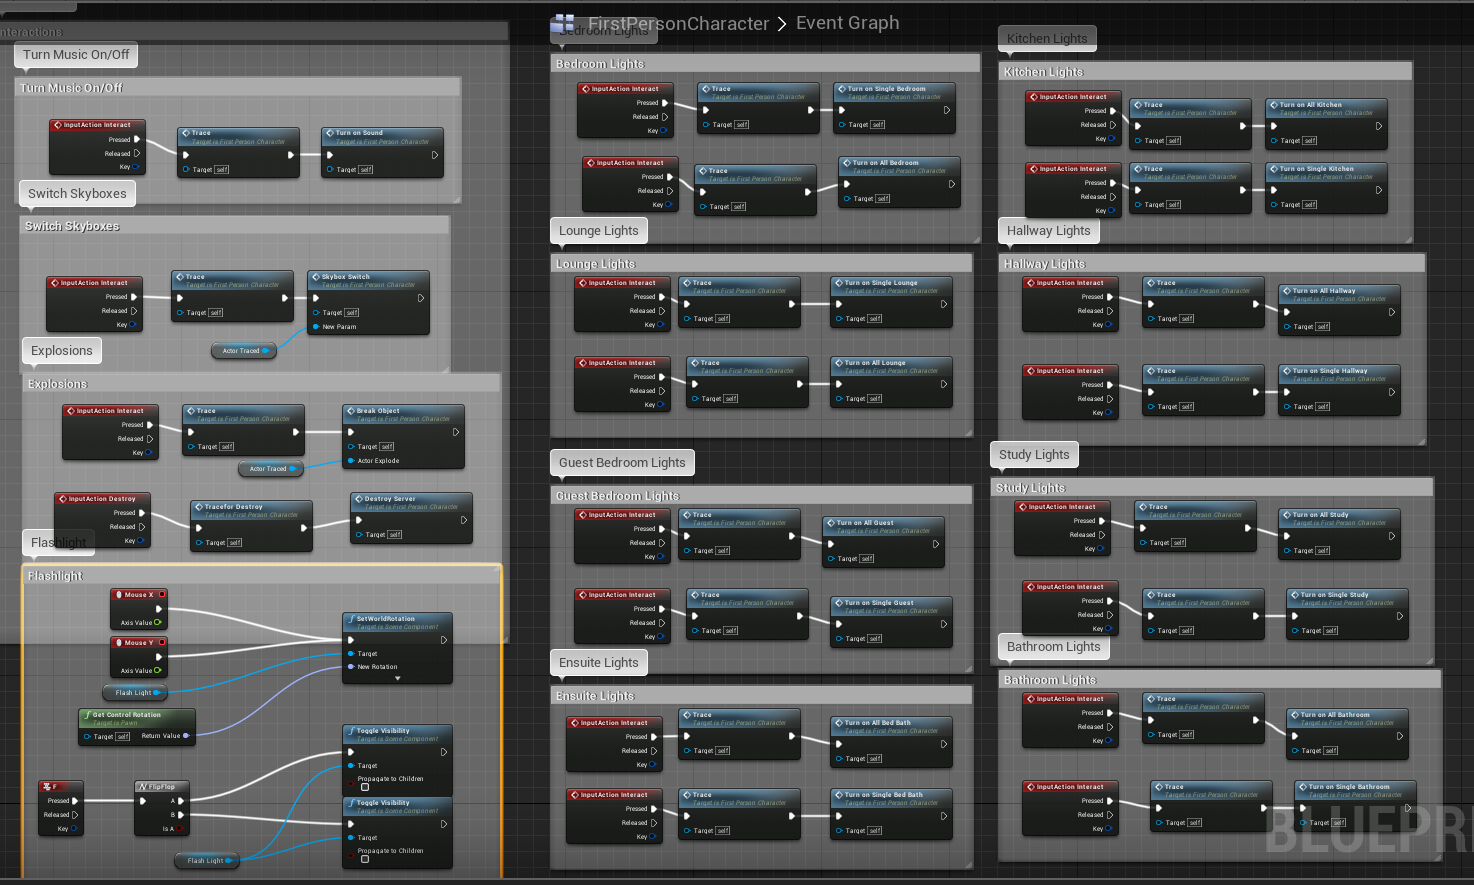 FirstPersonCharacter > Event Graph
nteractions
Turn Music On/Off
Turn Music On/Off
InputAction Interact
Pressed
Released
Key
Trace
Target is First Person Character
Target self
Turn on Sound
Target is First Person Character
Target self
Switch Skyboxes
Switch Skyboxes
InputAction Interact
Pressed
Released
Key
Trace
Target is First Person Character
Target self
Skybox Switch
Target is First Person Character
Target self
New Param
Actor Traced
Explosions
Explosions
InputAction Interact
Pressed
Released
Key
Trace
Target is First Person Character
Target self
Break Object
Target is First Person Character
Target self
Actor Explode
Actor Traced
InputAction Destroy
Pressed
Released
Key
Tracefor Destroy
Target is First Person Character
Target self
Destroy Server
Target is First Person Character
Target self
Flashlight
Flashlight
Mouse X
Axis Value
Mouse Y
Axis Value
Flash Light
Get Control Rotation
Target is Pawn
Target self
Return Value
SetWorldRotation
Target is Scene Component
Target
New Rotation
F
Pressed
Released
Key
FlipFlop
A
B
Is A
Toggle Visibility
Target is Scene Component
Target
Propagate to Children
Toggle Visibility
Target is Scene Component
Target
Propagate to Children
Flash Light
Bedroom Lights
Bedroom Lights
InputAction Interact
Pressed
Released
Key
Trace
Target is First Person Character
Target self
Turn on Single Bedroom
Target is First Person Character
Target self
InputAction Interact
Pressed
Released
Key
Trace
Target is First Person Character
Target self
Turn on All Bedroom
Target is First Person Character
Target self
Lounge Lights
Lounge Lights
InputAction Interact
Pressed
Released
Key
Trace
Target is First Person Character
Target self
Turn on Single Lounge
Target is First Person Character
Target self
InputAction Interact
Pressed
Released
Key
Trace
Target is First Person Character
Target self
Turn on All Lounge
Target is First Person Character
Target self
Guest Bedroom Lights
Guest Bedroom Lights
InputAction Interact
Pressed
Released
Key
Trace
Target is First Person Character
Target self
Turn on All Guest
Target is First Person Character
Target self
InputAction Interact
Pressed
Released
Key
Trace
Target is First Person Character
Target self
Turn on Single Guest
Target is First Person Character
Target self
Ensuite Lights
Ensuite Lights
InputAction Interact
Pressed
Released
Key
Trace
Target is First Person Character
Target self
Turn on All Bed Bath
Target is First Person Character
Target self
InputAction Interact
Pressed
Released
Key
Trace
Target is First Person Character
Target self
Turn on Single Bed Bath
Target is First Person Character
Target self
Kitchen Lights
Kitchen Lights
InputAction Interact
Pressed
Released
Key
Trace
Target is First Person Character
Target self
Turn on All Kitchen
Target is First Person Character
Target self
InputAction Interact
Pressed
Released
Key
Trace
Target is First Person Character
Target self
Turn on Single Kitchen
Target is First Person Character
Target self
Hallway Lights
Hallway Lights
InputAction Interact
Pressed
Released
Key
Trace
Target is First Person Character
Target self
Turn on All Hallway
Target is First Person Character
Target self
InputAction Interact
Pressed
Released
Key
Trace
Target is First Person Character
Target self
Turn on Single Hallway
Target is First Person Character
Target self
Study Lights
Study Lights
InputAction Interact
Pressed
Released
Key
Trace
Target is First Person Character
Target self
Turn on All Study
Target is First Person Character
Target self
InputAction Interact
Pressed
Released
Key
Trace
Target is First Person Character
Target self
Turn on Single Study
Target is First Person Character
Target self
Bathroom Lights
Bathroom Lights
InputAction Interact
Pressed
Released
Key
Trace
Target is First Person Character
Target self
Turn on All Bathroom
Target is First Person Character
Target self
InputAction Interact
Pressed
Released
Key
Trace
Target is First Person Character
Target self
Turn on Single Bathroom
Target is First Person Character
Target self
BLUEPRI